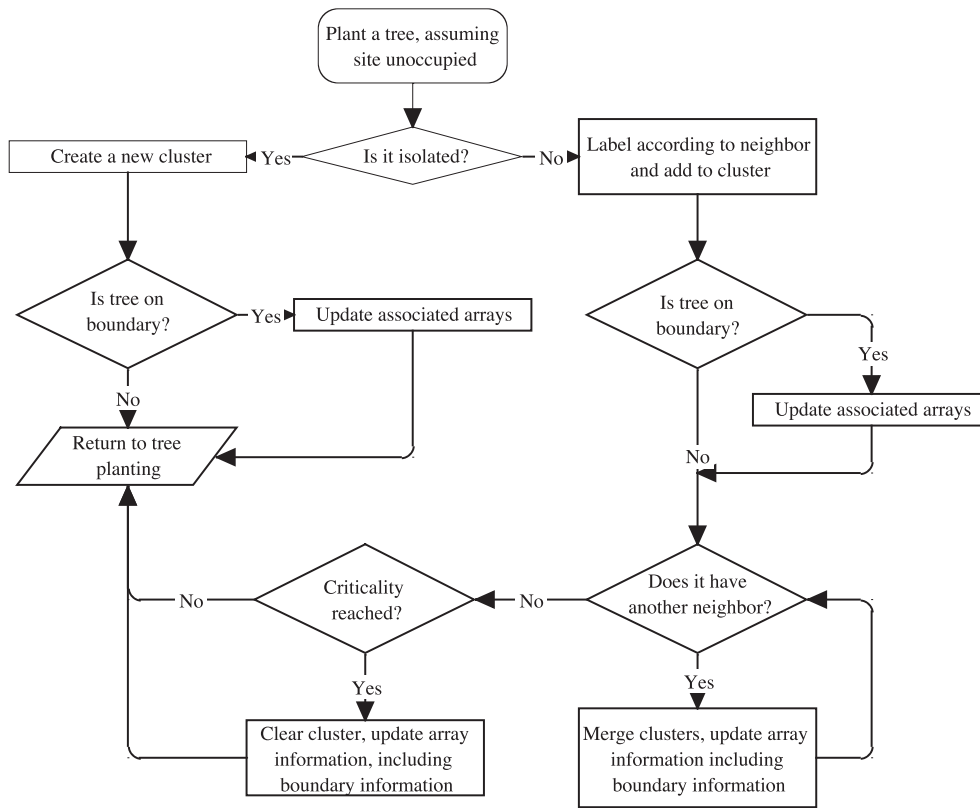 Plant a tree, assuming
site unoccupied
Create a new cluster
Yes
Is it isolated?
No
Label according to neighbor
and add to cluster
Is tree on
boundary?
Yes
Update associated arrays
No
Return to tree
planting
Is tree on
boundary?
Yes
Update associated arrays
No
Does it have
another neighbor?
No
Yes
Merge clusters, update array
information including
boundary information
Criticality
reached?
No
Yes
Clear cluster, update array
information, including
boundary information